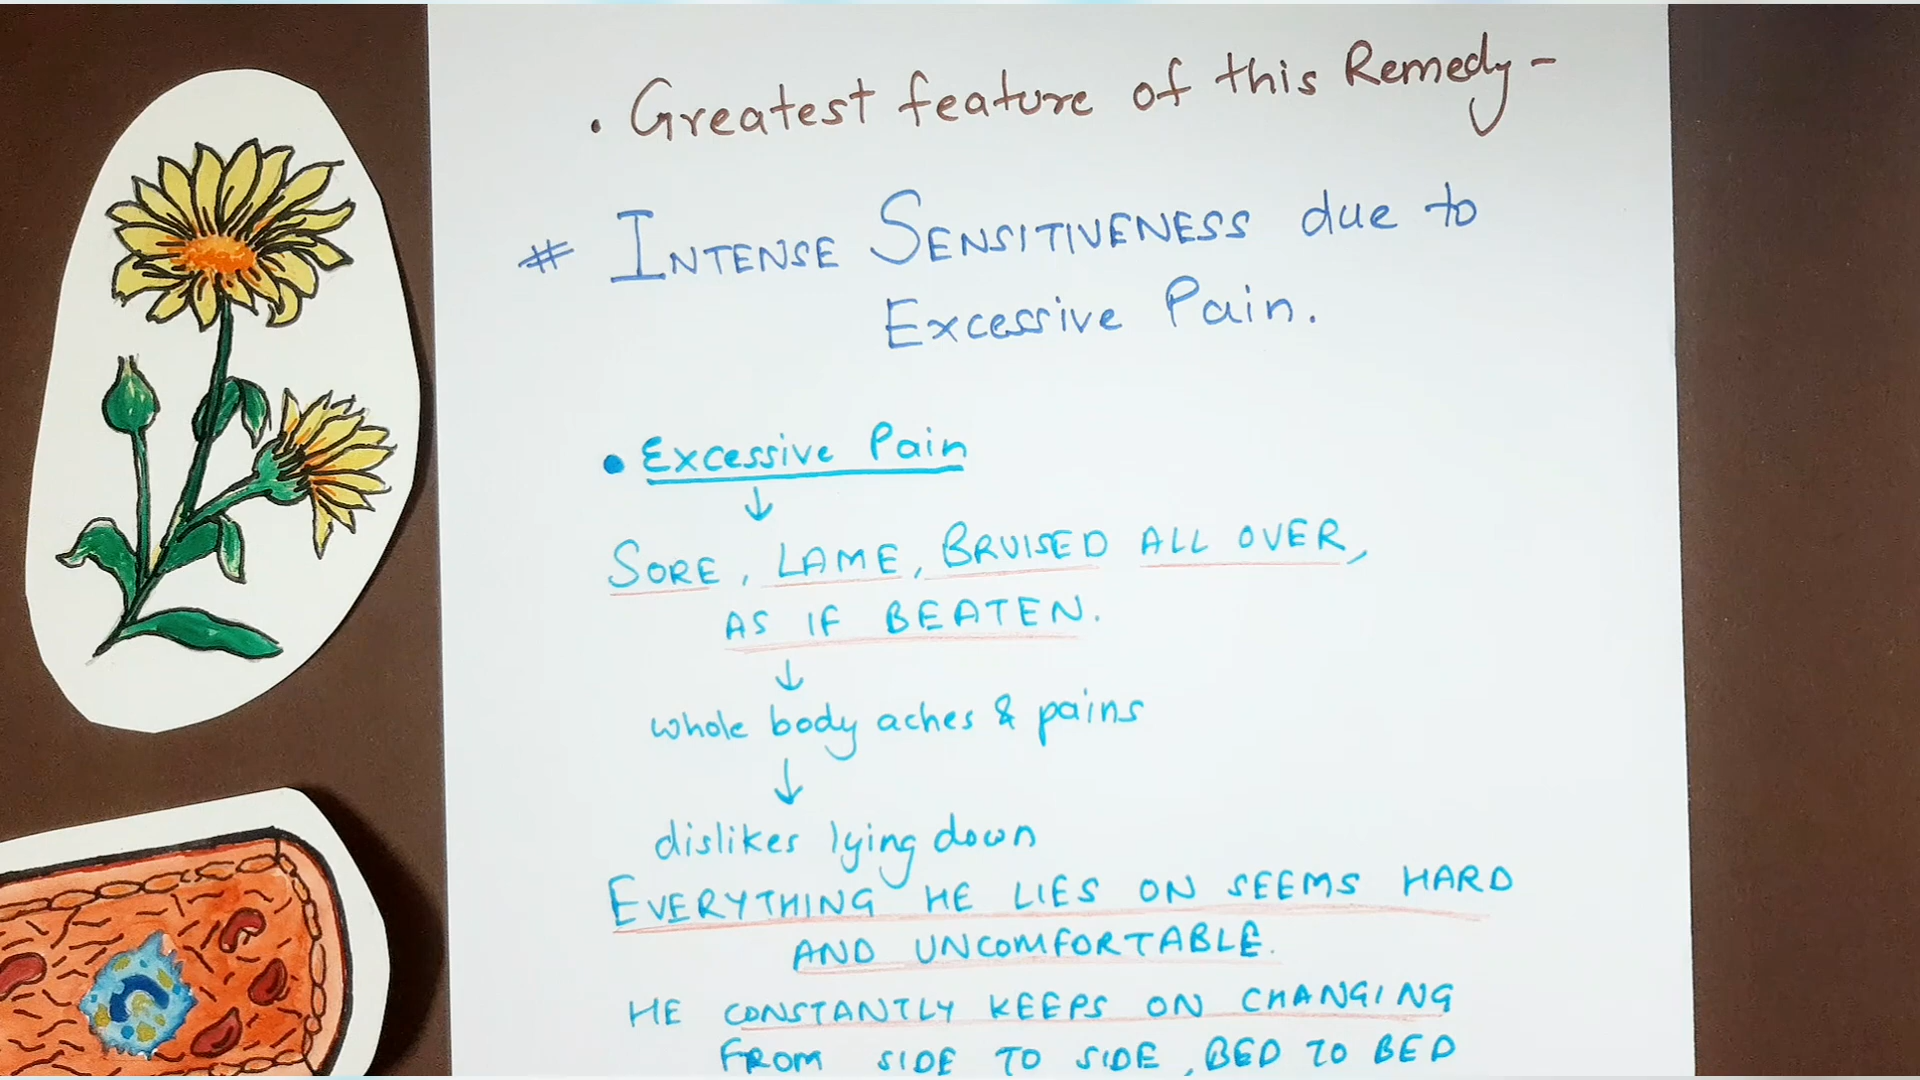 • Greatest feature of this Remedy -
# INTENSE SENSITIVENESS due to
Excessive Pain.
• Excessive Pain
↓
SORE, LAME, BRUISED ALL OVER,
AS IF BEATEN.
↓
whole body aches & pains
↓
dislikes lying down
EVERYTHING HE LIES ON SEEMS HARD
AND UNCOMFORTABLE.
HE CONSTANTLY KEEPS ON CHANGING
FROM SIDE TO SIDE, BED TO BED